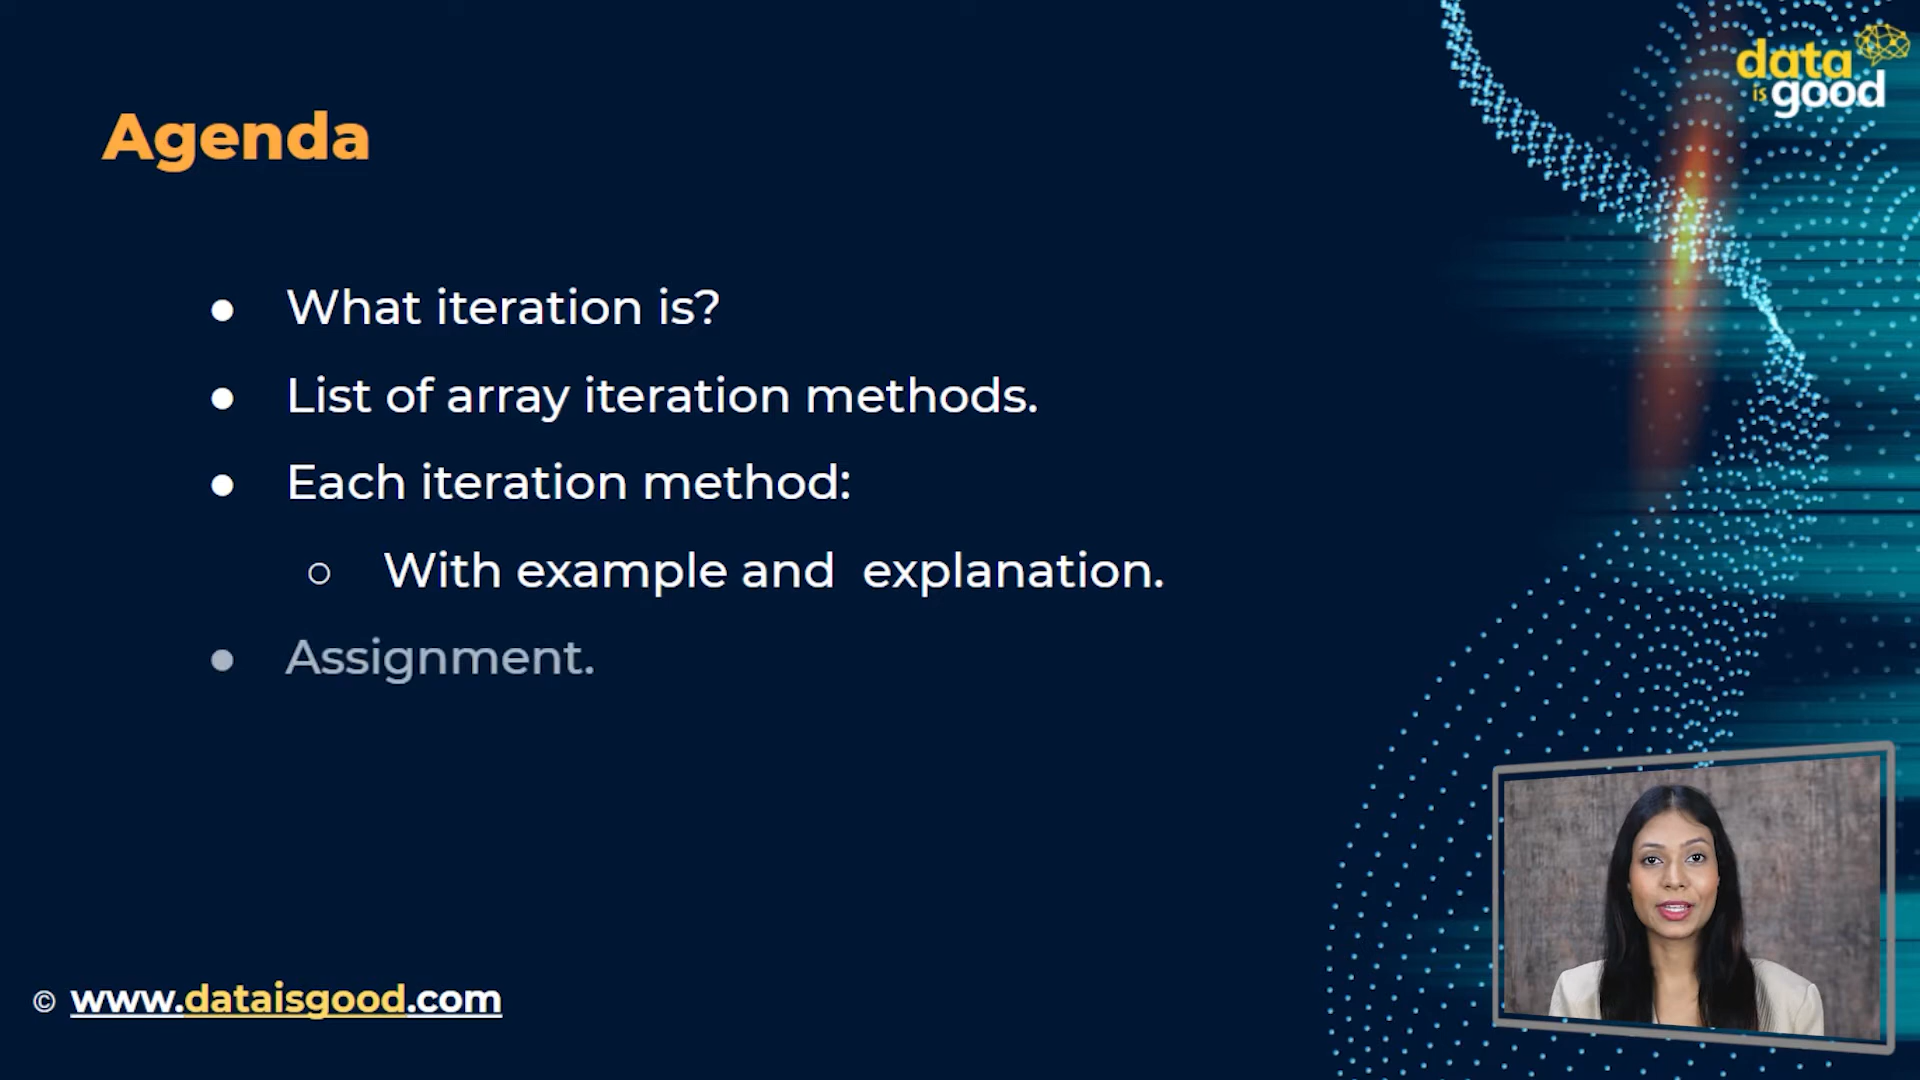 data
is good
Agenda
● What iteration is?
● List of array iteration methods.
● Each iteration method:
○ With example and  explanation.
● Assignment.
© www.dataisgood.com